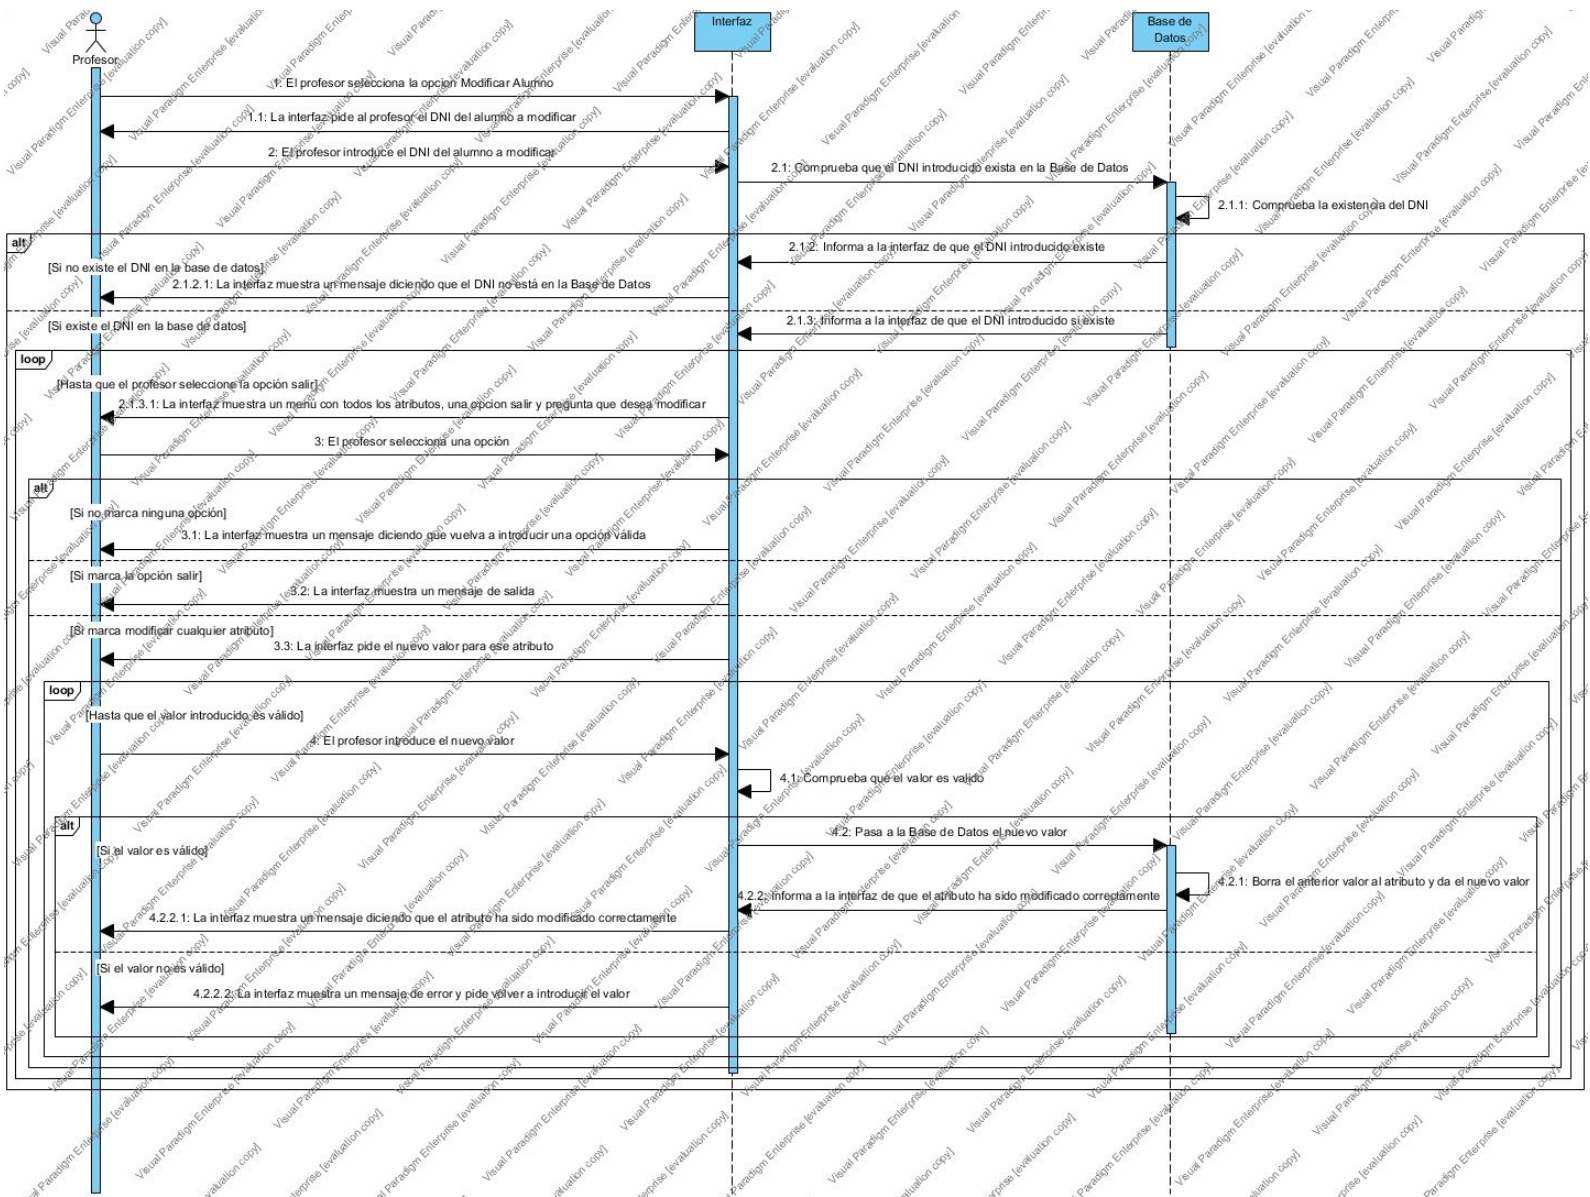 Profesor
Interfaz
Base de
Datos
1: El profesor selecciona la opción Modificar Alumno
1.1: La interfaz pide al profesor el DNI del alumno a modificar
2: El profesor introduce el DNI del alumno a modificar
2.1: Comprueba que el DNI introducido exista en la Base de Datos
2.1.1: Comprueba la existencia del DNI
alt
2.1.2: Informa a la interfaz de que el DNI introducido existe
[Si no existe el DNI en la base de datos]
2.1.2.1: La interfaz muestra un mensaje diciendo que el DNI no está en la Base de Datos
[Si existe el DNI en la base de datos]
2.1.3: Informa a la interfaz de que el DNI introducido si existe
loop
[Hasta que el profesor seleccione la opción salir]
2.1.3.1: La interfaz muestra un menú con todos los atributos, una opcion salir y pregunta que desea modificar
3: El profesor selecciona una opción
alt
[Si no marca ninguna opción]
3.1: La interfaz muestra un mensaje diciendo que vuelva a introducir una opción válida
[Si marca la opción salir]
3.2: La interfaz muestra un mensaje de salida
[Si marca modificar cualquier atributo]
3.3: La interfaz pide el nuevo valor para ese atributo
loop
[Hasta que el valor introducido es válido]
4: El profesor introduce el nuevo valor
4.1: Comprueba que el valor es valido
alt
4.2: Pasa a la Base de Datos el nuevo valor
[Si el valor es válido]
4.2.1: Borra el anterior valor al atributo y da el nuevo valor
4.2.2: Informa a la interfaz de que el atributo ha sido modificado correctamente
4.2.2.1: La interfaz muestra un mensaje diciendo que el atributo ha sido modificado correctamente
[Si el valor no es válido]
4.2.2.2: La interfaz muestra un mensaje de error y pide volver a introducir el valor
Visual Paradigm Enterprise [evaluation copy]